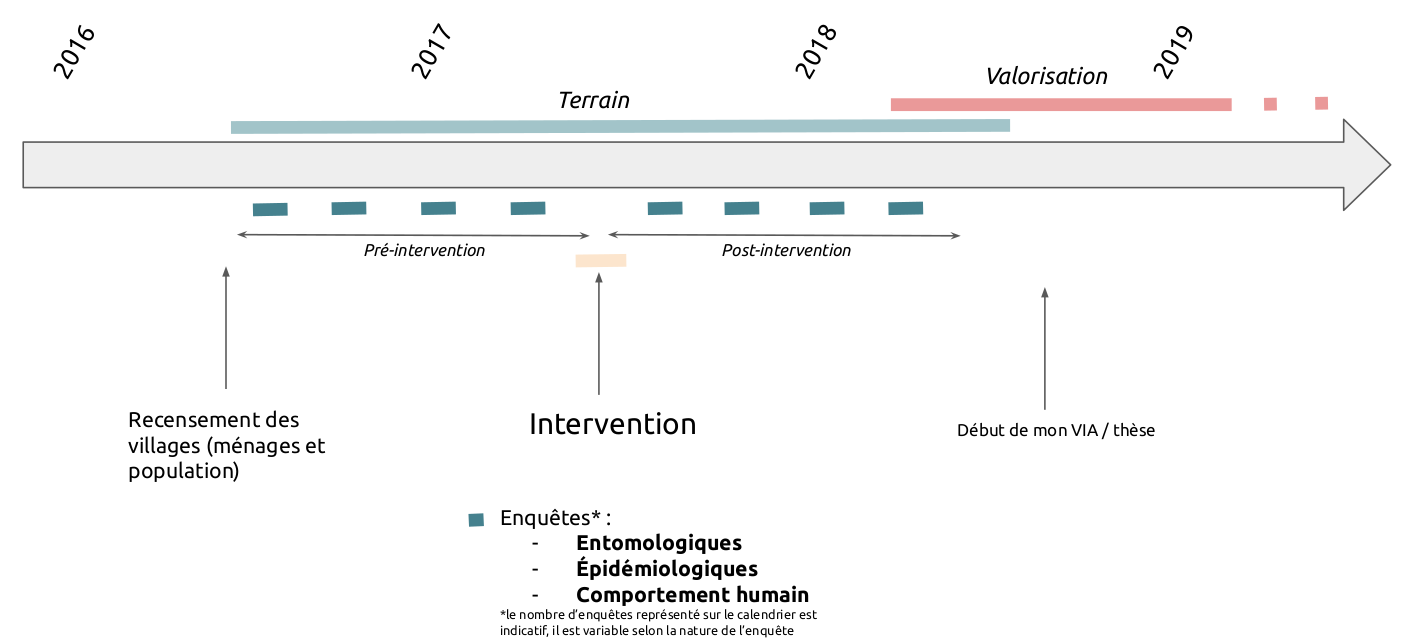 2016
2017
2018
2019
Valorisation
Terrain
Pré-intervention
Post-intervention
Recensement des
villages (ménages et
population)
Intervention
Début de mon VIA / thèse
Enquêtes* :
- Entomologiques
- Épidémiologiques
- Comportement humain
*le nombre d'enquêtes représenté sur le calendrier est
indicatif, il est variable selon la nature de l'enquête